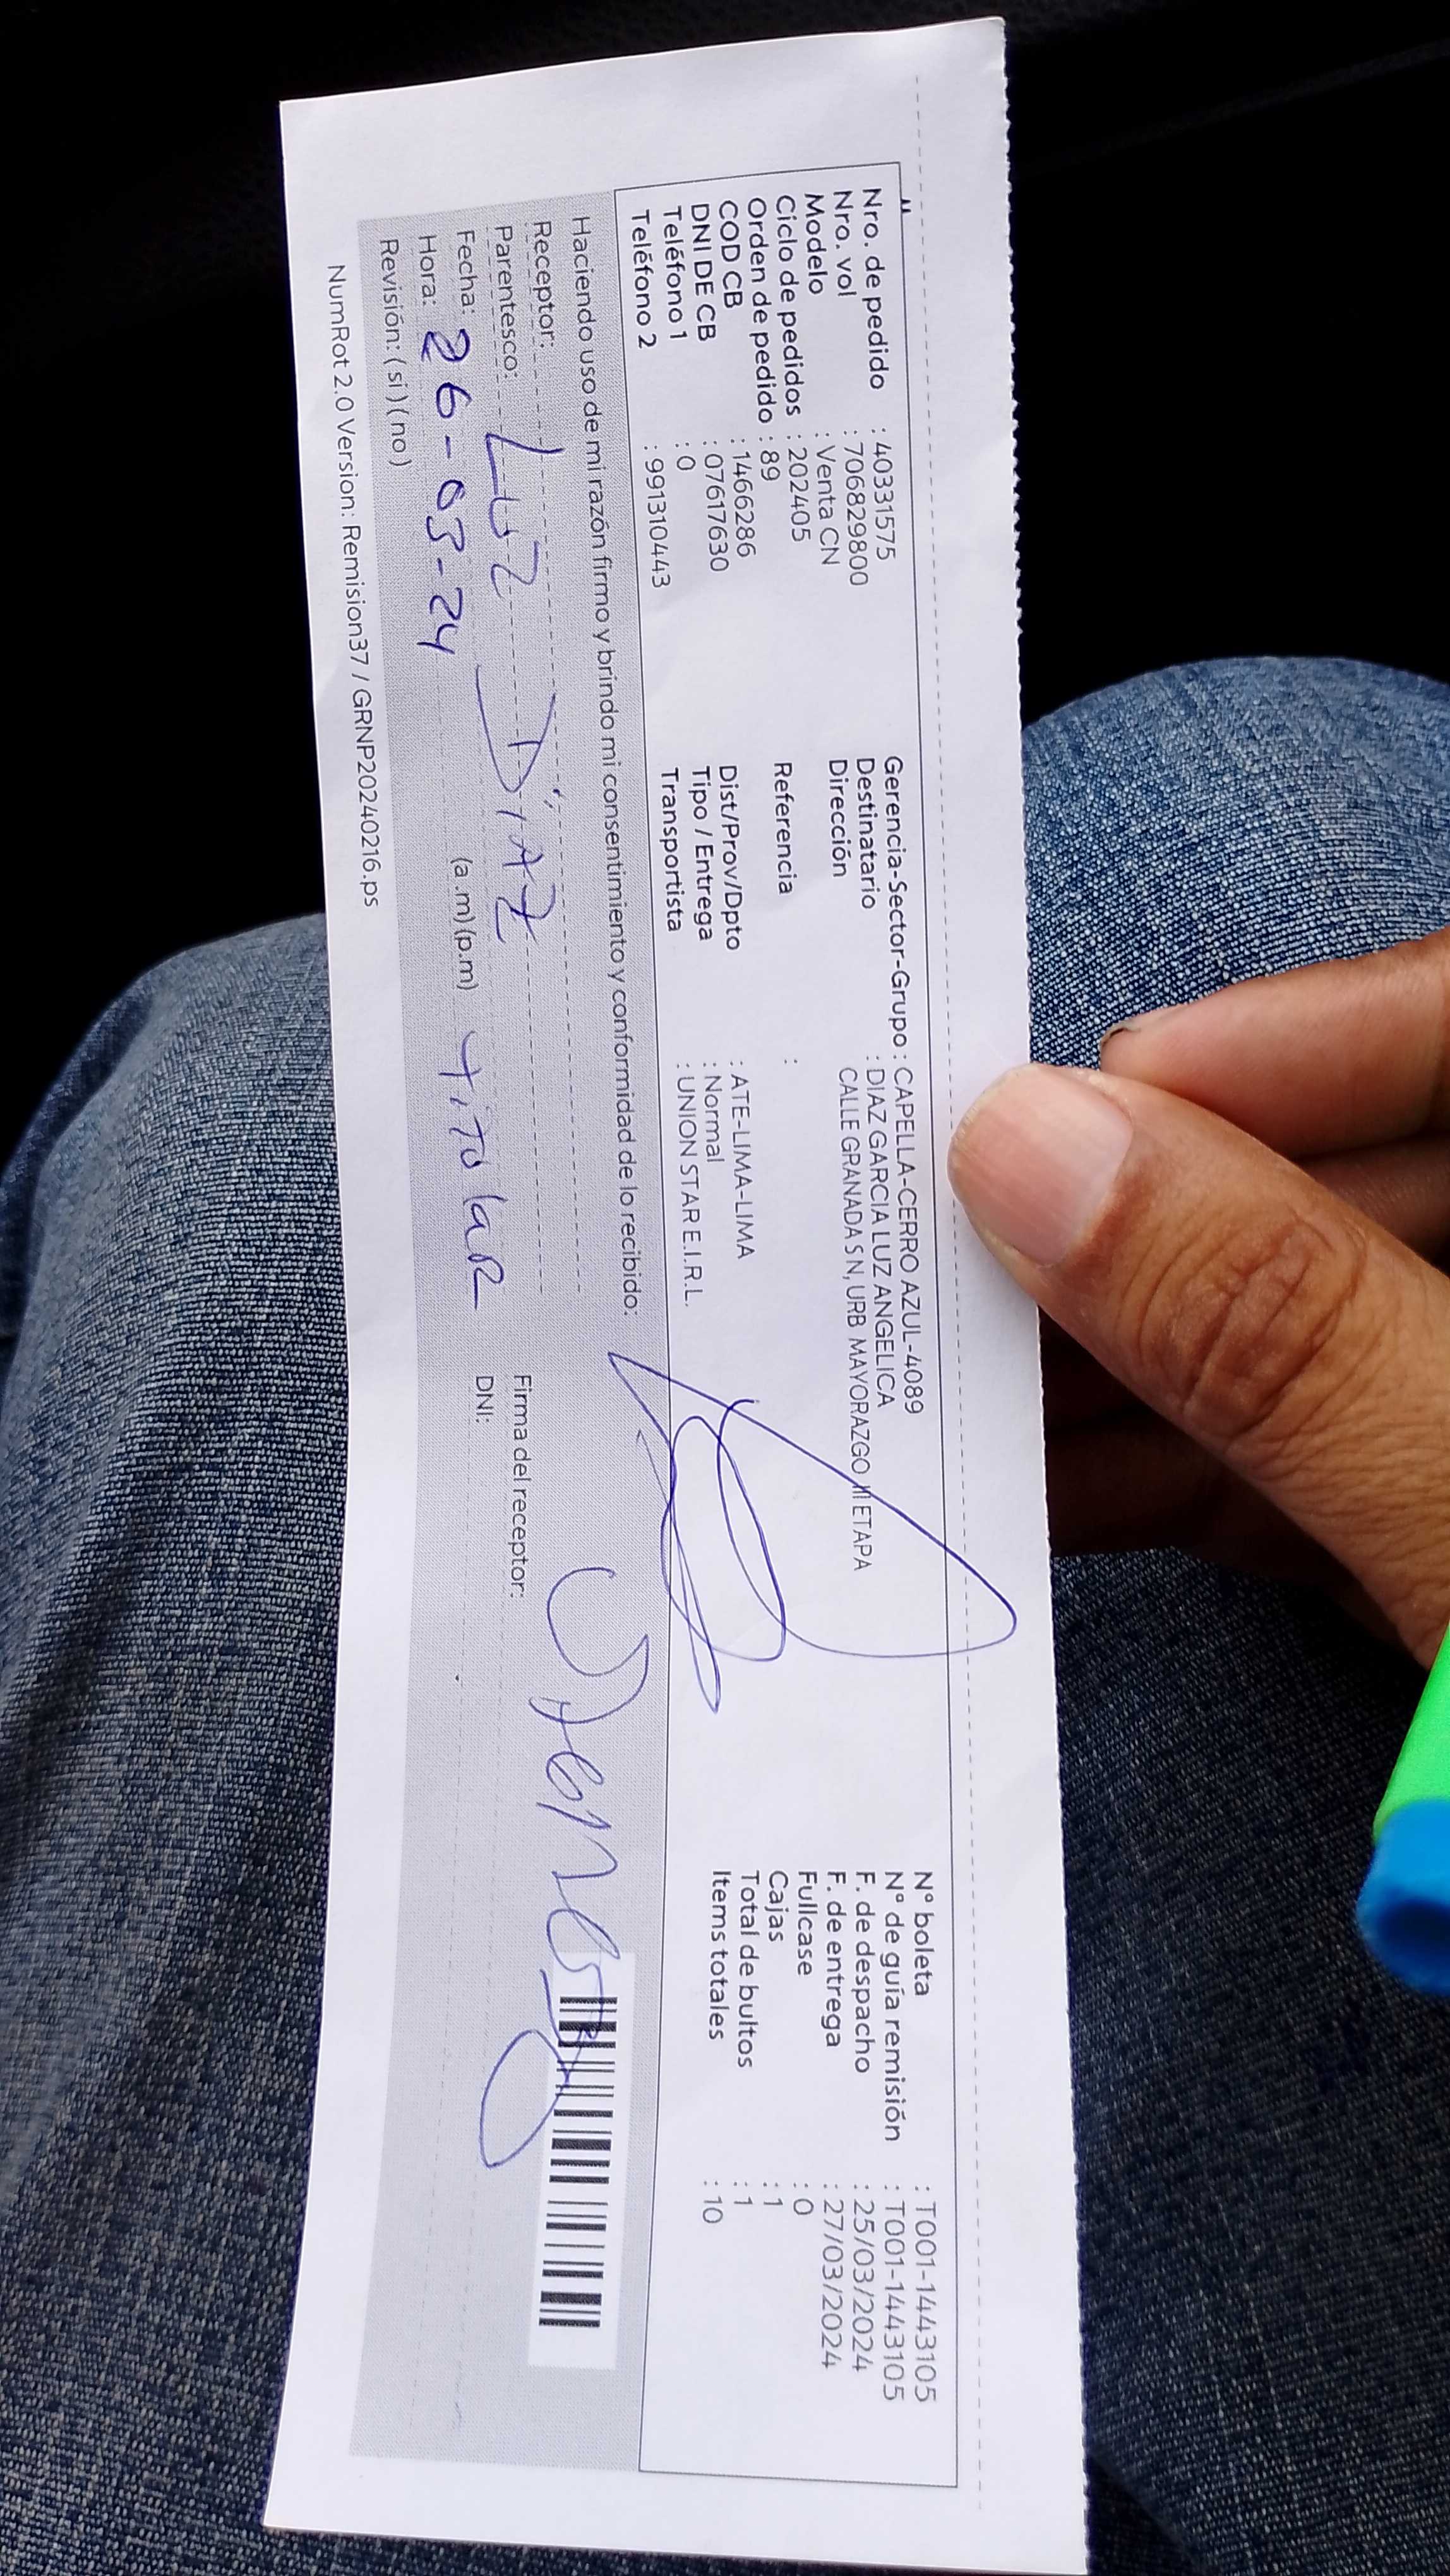 Nro. de pedido : 40331575
Nro. vol : 706829800
Modelo : Venta CN
Ciclo de pedidos : 202405
Orden de pedido : 89
COD CB : 1466286
DNI DE CB : 07617630
Teléfono 1 : 0
Teléfono 2 : 991310443
Gerencia-Sector-Grupo : CAPELLA-CERRO AZUL-4089
Destinatario : DIAZ GARCIA LUZ ANGELICA
Dirección CALLE GRANADA S N, URB MAYORAZGO III ETAPA
Referencia :
Dist/Prov/Dpto : ATE-LIMA-LIMA
Tipo / Entrega : Normal
Transportista : UNION STAR E.I.R.L.
N° boleta : T001-1443105
N° de guía remisión : T001-1443105
F. de despacho : 25/03/2024
F. de entrega : 27/03/2024
Fullcase : 0
Cajas : 1
Total de bultos : 1
Items totales : 10
Haciendo uso de mi razón firmo y brindo mi consentimiento y conformidad de lo recibido:
Receptor:
Parentesco: LUZ DIAZ
Fecha:
Hora: 26-03-24 (a.m)(p.m) TITULAR
Revisión: (si) (no)
Firma del receptor:
DNI:
NumRot 2.0 Version: Remision37 / GRNP20240216.ps